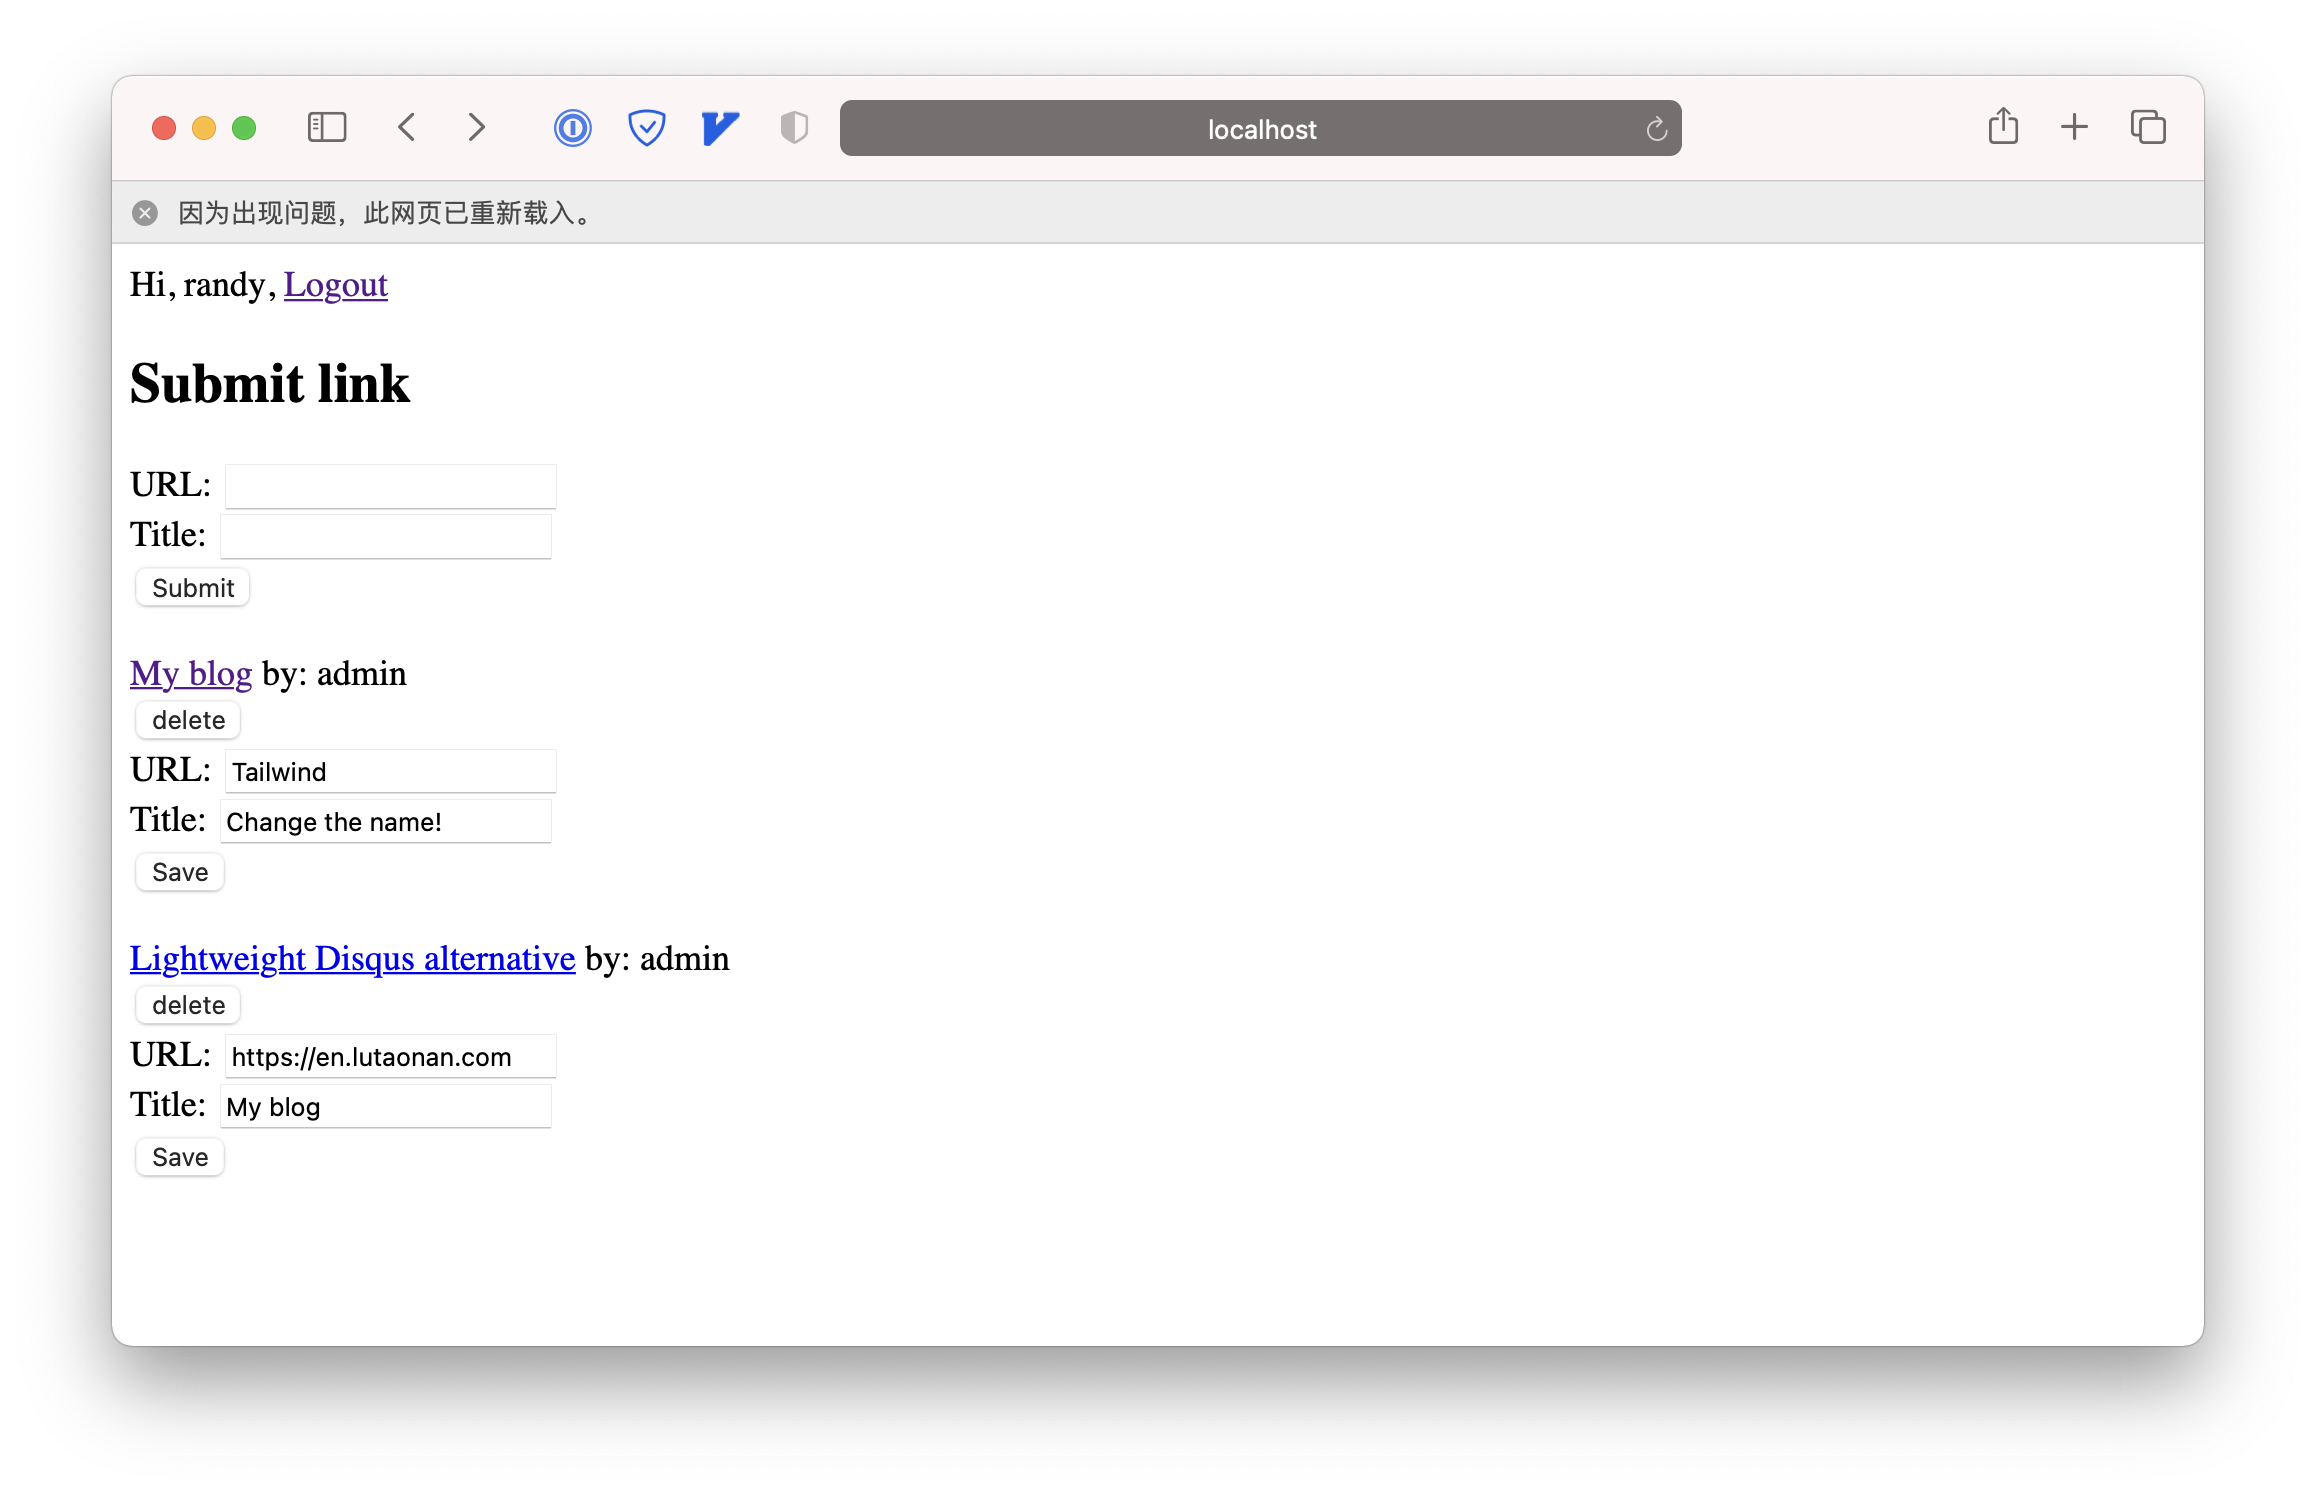 localhost
因为出现问题，此网页已重新载入。
Hi, randy, Logout
Submit link
URL:
Title:
Submit
My blog by: admin
delete
URL: Tailwind
Title: Change the name!
Save
Lightweight Disqus alternative by: admin
delete
URL: https://en.lutaonan.com
Title: My blog
Save